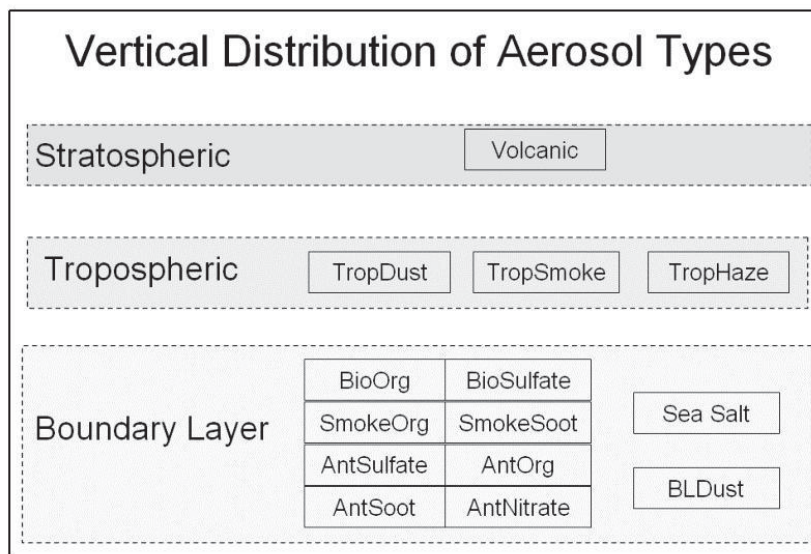 Vertical Distribution of Aerosol Types
Stratospheric
Volcanic
Tropospheric
TropDust
TropSmoke
TropHaze
Boundary Layer
BioOrg
BioSulfate
SmokeOrg
SmokeSoot
AntSulfate
AntOrg
AntSoot
AntNitrate
Sea Salt
BLDust